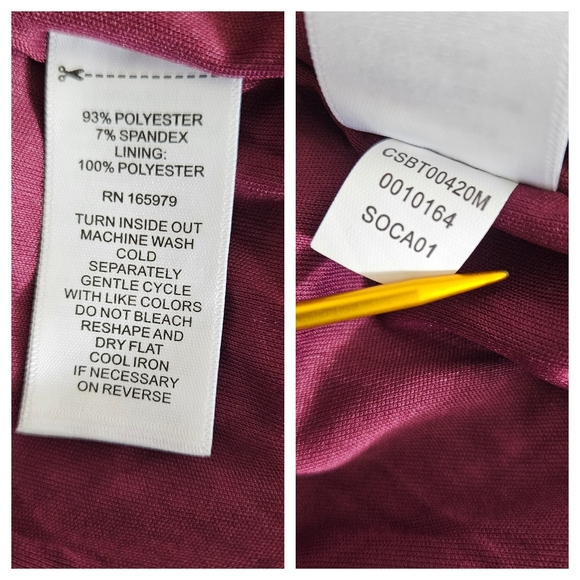 93% POLYESTER
7% SPANDEX
LINING:
100% POLYESTER
RN 165979
TURN INSIDE OUT
MACHINE WASH
COLD
SEPARATELY
GENTLE CYCLE
WITH LIKE COLORS
DO NOT BLEACH
RESHAPE AND
DRY FLAT
COOL IRON
IF NECESSARY
ON REVERSE
CSBT00420M
0010164
SOCA01